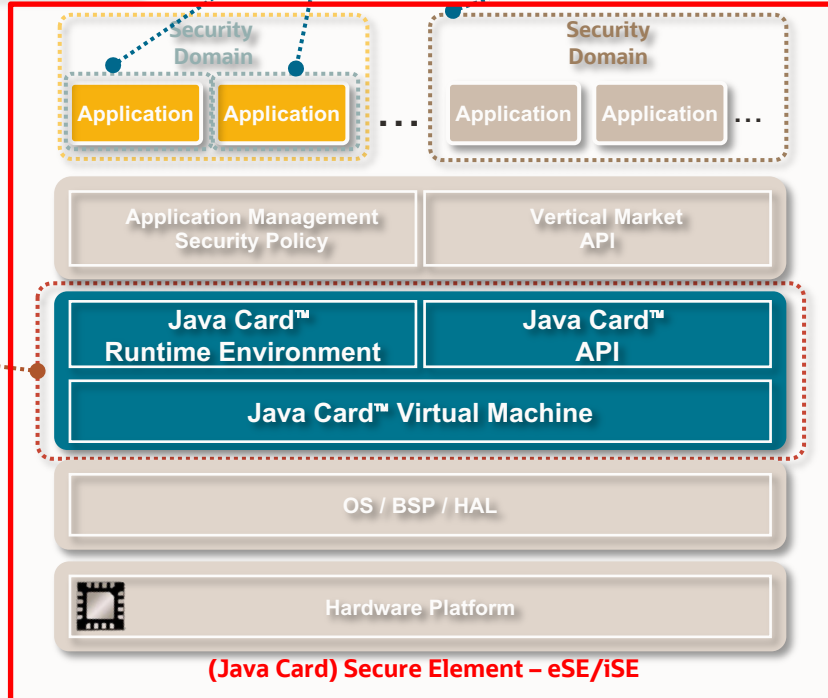 Security
Domain
Application
Application
...
Security
Domain
Application
Application
...
Application Management
Security Policy
Vertical Market
API
Java Card™
Runtime Environment
Java Card™
API
Java Card™ Virtual Machine
OS / BSP / HAL
Hardware Platform
(Java Card) Secure Element – eSE/iSE